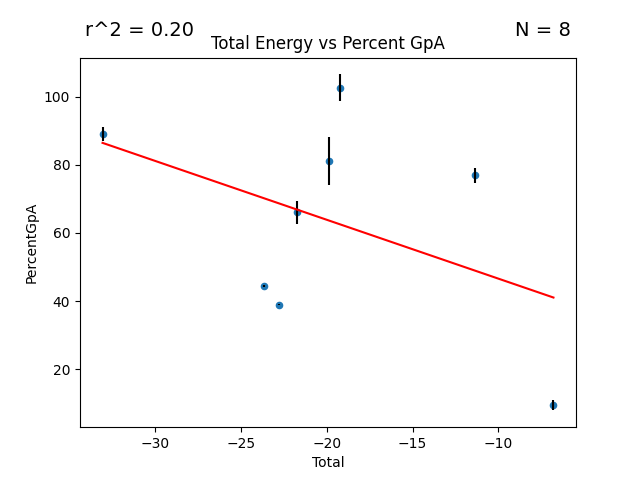 r^2 = 0.20
N = 8
Total Energy vs Percent GpA
100
80
60
40
20
PercentGpA
−30
−25
−20
−15
−10
Total